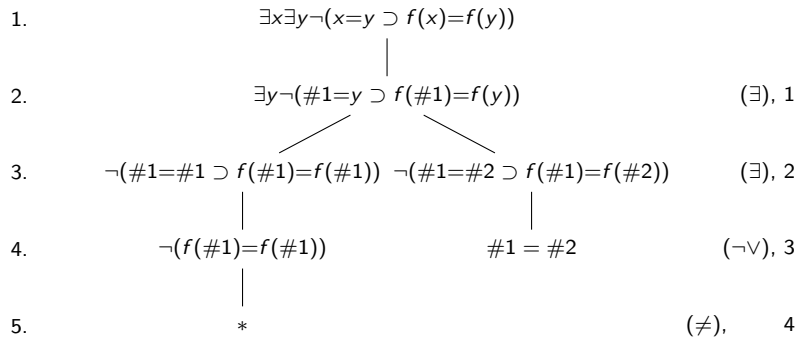 1. ∃x∃y¬(x=y ⊃ f(x)=f(y))
2. ∃y¬(#1=y ⊃ f(#1)=f(y)) (∃), 1
3. ¬(#1=#1 ⊃ f(#1)=f(#1)) ¬(#1=#2 ⊃ f(#1)=f(#2)) (∃), 2
4. ¬(f(#1)=f(#1)) #1 = #2 (¬∨), 3
5. * (≠), 4